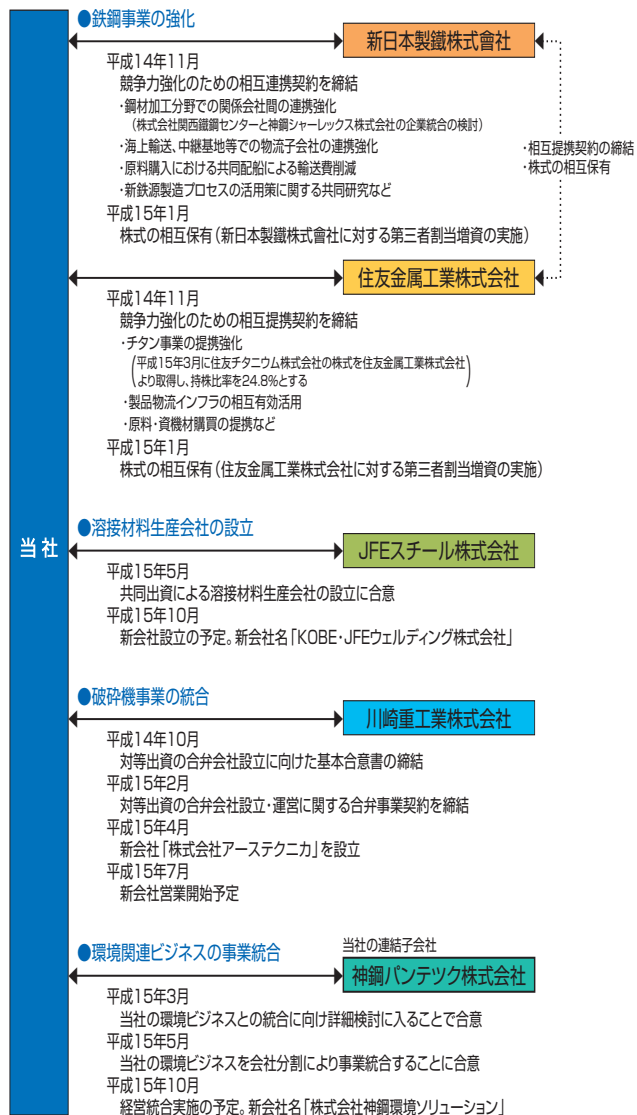 ●鉄鋼事業の強化
新日本製鐵株式會社
平成14年11月
競争力強化のための相互連携契約を締結
・鋼材加工分野での関係会社間の連携強化
（株式会社関西鐵鋼センターと神鋼シャーレックス株式会社の企業統合の検討）
・海上輸送、中継基地等での物流子会社の連携強化
・原料購入における共同配船による輸送費削減
・新鉄源製造プロセスの活用策に関する共同研究など
平成15年1月
株式の相互保有（新日本製鐵株式會社に対する第三者割当増資の実施）
・相互提携契約の締結
・株式の相互保有
住友金属工業株式会社
平成14年11月
競争力強化のための相互提携契約を締結
・チタン事業の提携強化
（平成15年3月に住友チタニウム株式会社の株式を住友金属工業株式会社
より取得し、持株比率を24.8%とする）
・製品物流インフラの相互有効活用
・原料・資機材購買の提携など
平成15年1月
株式の相互保有（住友金属工業株式会社に対する第三者割当増資の実施）
当社
●溶接材料生産会社の設立
JFEスチール株式会社
平成15年5月
共同出資による溶接材料生産会社の設立に合意
平成15年10月
新会社設立の予定。新会社名「KOBE・JFEウェルディング株式会社」
●破砕機事業の統合
川崎重工業株式会社
平成14年10月
対等出資の合弁会社設立に向けた基本合意書の締結
平成15年2月
対等出資の合弁会社設立・運営に関する合弁事業契約を締結
平成15年4月
新会社「株式会社アーステクニカ」を設立
平成15年7月
新会社営業開始予定
●環境関連ビジネスの事業統合
当社の連結子会社
神鋼パンテツク株式会社
平成15年3月
当社の環境ビジネスとの統合に向け詳細検討に入ることで合意
平成15年5月
当社の環境ビジネスを会社分割により事業統合することに合意
平成15年10月
経営統合実施の予定。新会社名「株式会社神鋼環境ソリューション」